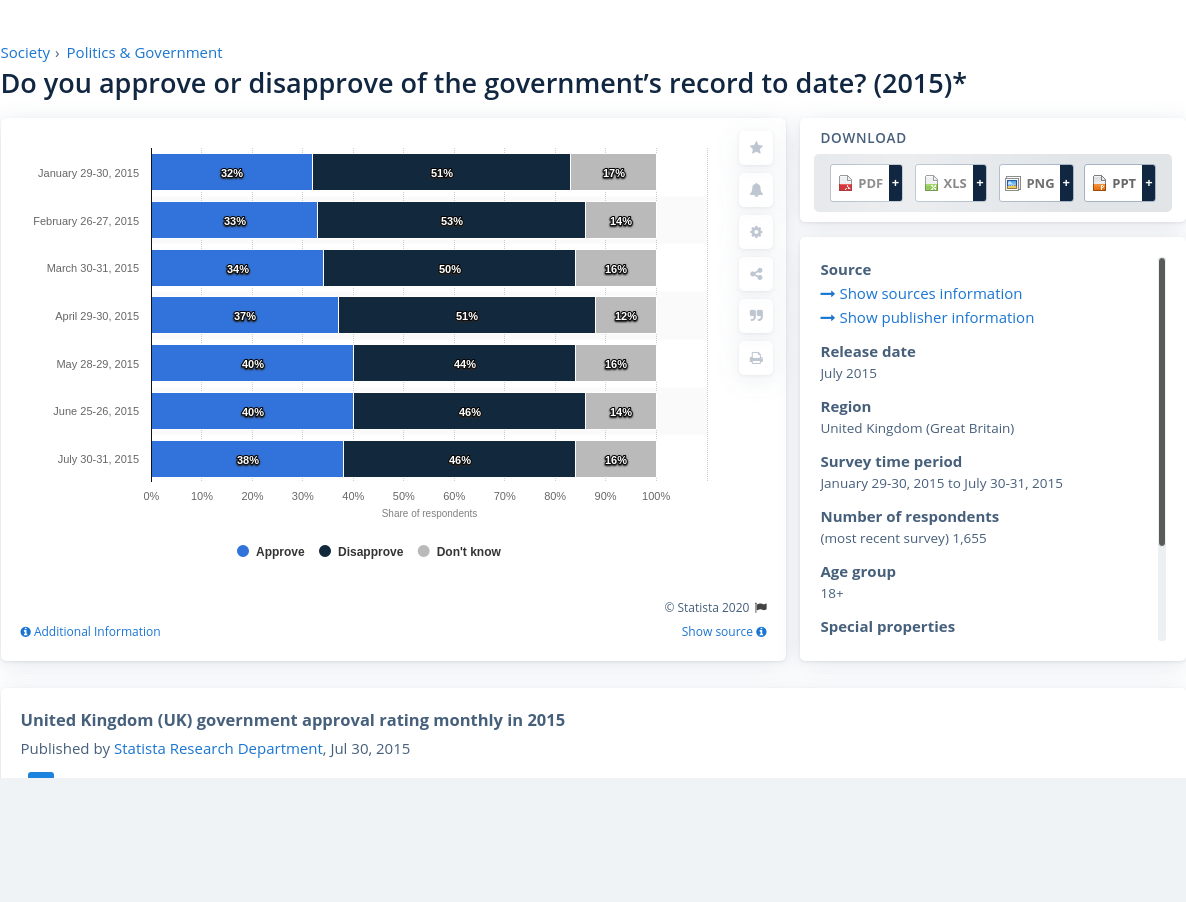 Society › Politics & Government
Do you approve or disapprove of the government’s record to date? (2015)*
January 29-30, 2015 32% 51% 17%
February 26-27, 2015 33% 53% 14%
March 30-31, 2015 34% 50% 16%
April 29-30, 2015 37% 51% 12%
May 28-29, 2015 40% 44% 16%
June 25-26, 2015 40% 46% 14%
July 30-31, 2015 38% 46% 16%
0% 10% 20% 30% 40% 50% 60% 70% 80% 90% 100%
Share of respondents
Approve Disapprove Don't know
© Statista 2020
Additional Information
Show source
DOWNLOAD
PDF + XLS + PNG + PPT +
Source
Show sources information
Show publisher information
Release date
July 2015
Region
United Kingdom (Great Britain)
Survey time period
January 29-30, 2015 to July 30-31, 2015
Number of respondents
(most recent survey) 1,655
Age group
18+
Special properties
United Kingdom (UK) government approval rating monthly in 2015
Published by Statista Research Department, Jul 30, 2015